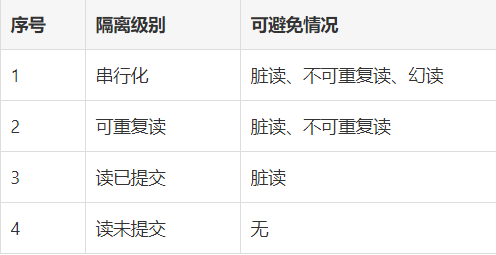 序号 隔离级别 可避免情况
1 串行化 脏读、不可重复读、幻读
2 可重复读 脏读、不可重复读
3 读已提交 脏读
4 读未提交 无